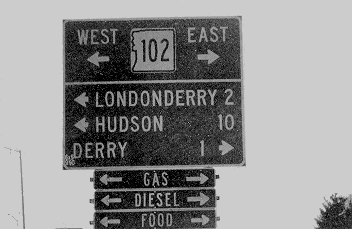 WEST 102 EAST
LONDONDERRY 2
HUDSON 10
DERRY 1
GAS
DIESEL
FOOD